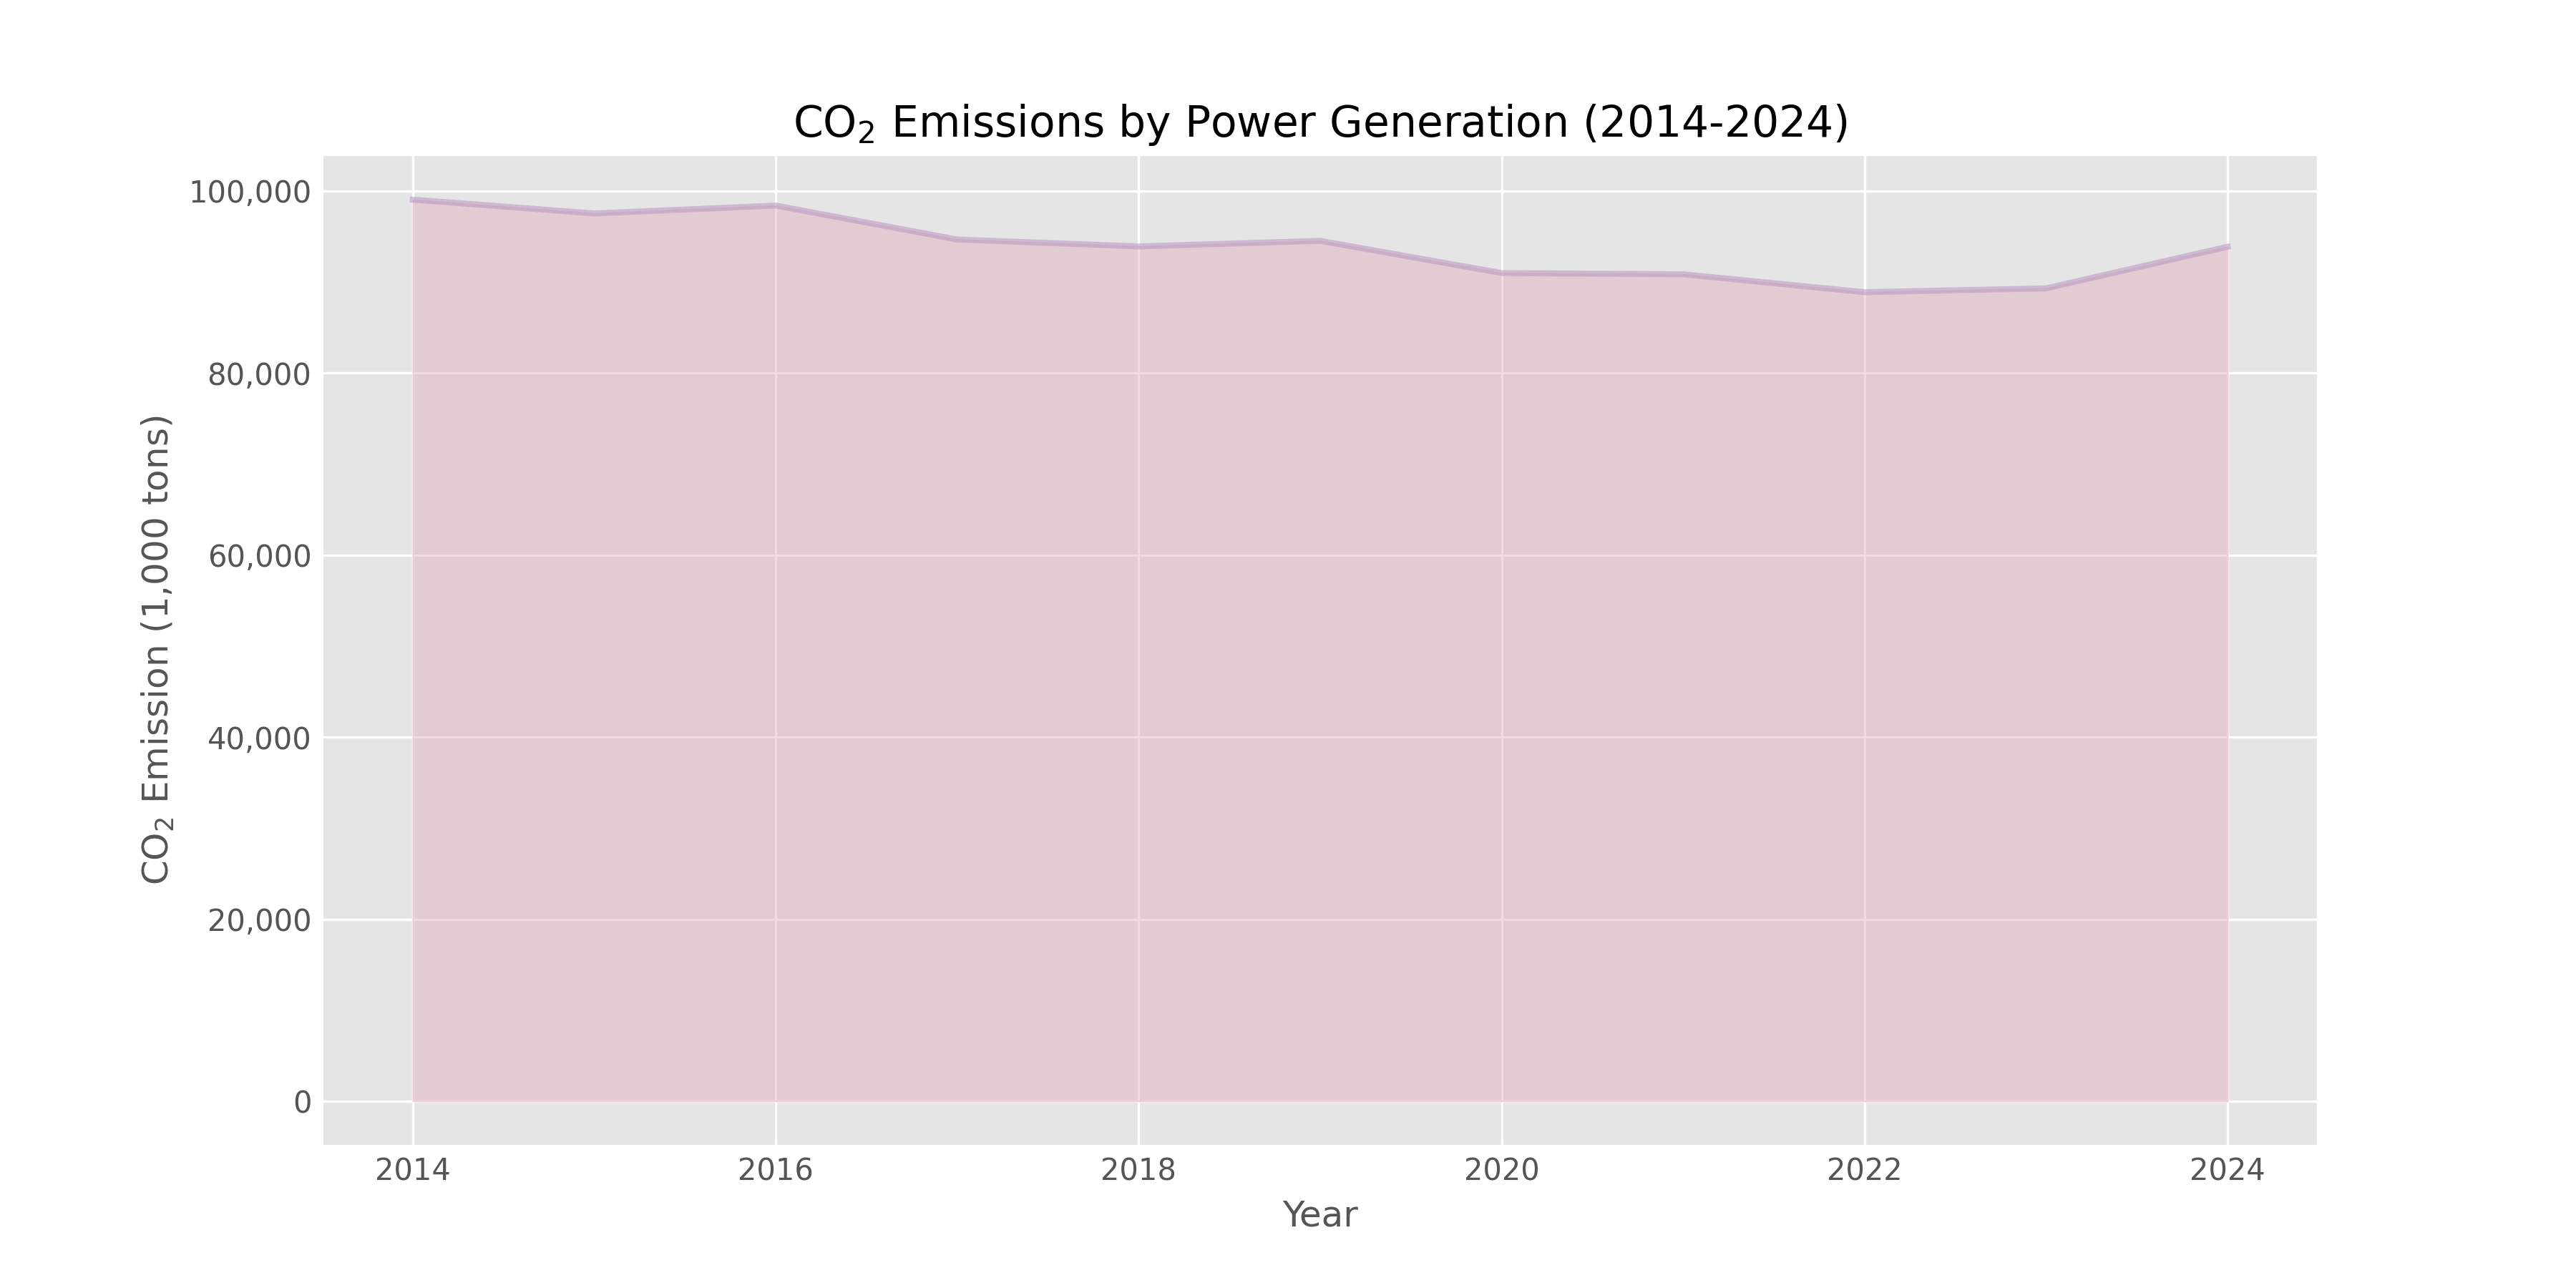 CO₂ Emissions by Power Generation (2014-2024)
CO₂ Emission (1,000 tons)
100,000
80,000
60,000
40,000
20,000
0
2014 2016 2018 2020 2022 2024
Year